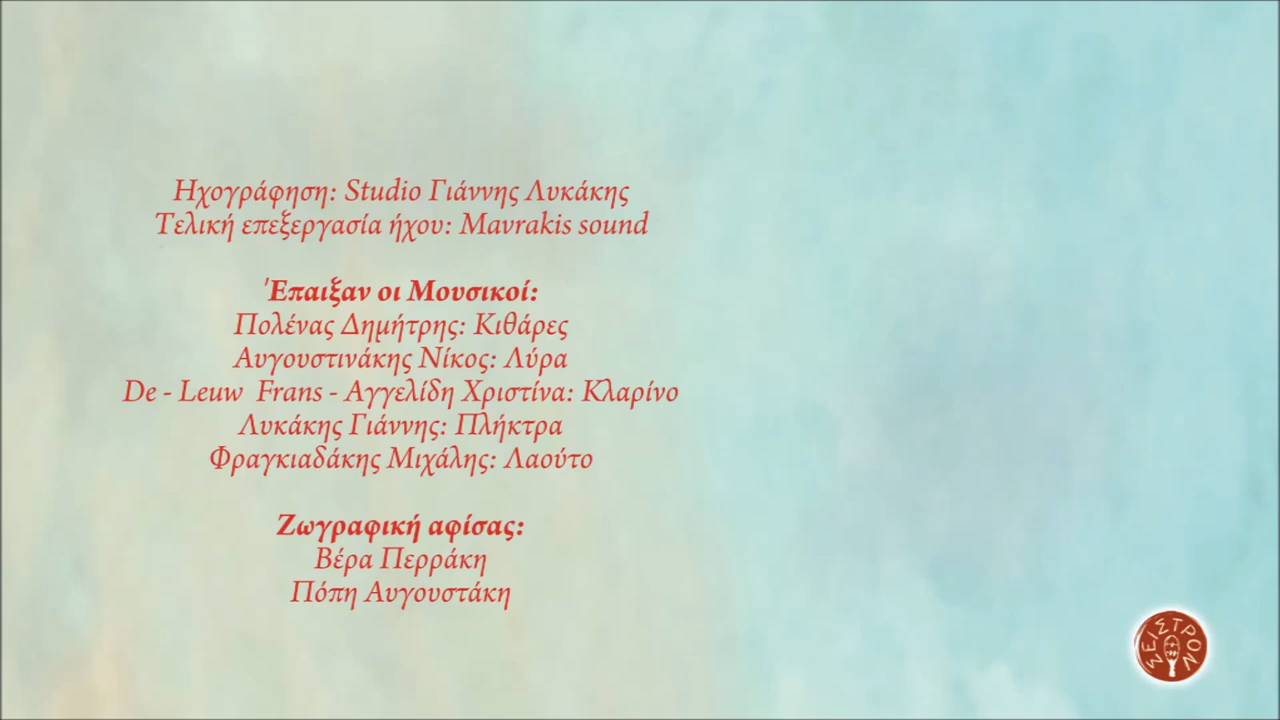 Ηχογράφηση: Studio Γιάννης Λυκάκης
Τελική επεξεργασία ήχου: Mavrakis sound
Έπαιξαν οι Μουσικοί:
Πολένας Δημήτρης: Κιθάρες
Αυγουστινάκης Νίκος: Λύρα
De - Leuw  Frans - Αγγελίδη Χριστίνα: Κλαρίνο
Λυκάκης Γιάννης: Πλήκτρα
Φραγκιαδάκης Μιχάλης: Λαούτο
Ζωγραφική αφίσας:
Βέρα Περράκη
Πόπη Αυγουστάκη
ΣΕΙΣΤΡΟΝ